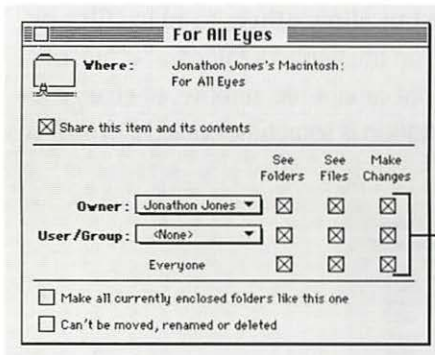 For All Eyes
Where: Jonathon Jones's Macintosh:
For All Eyes
Share this item and its contents
See See Make
Folders Files Changes
Owner: Jonathon Jones
User/Group: <None>
Everyone
Make all currently enclosed folders like this one
Can't be moved, renamed or deleted